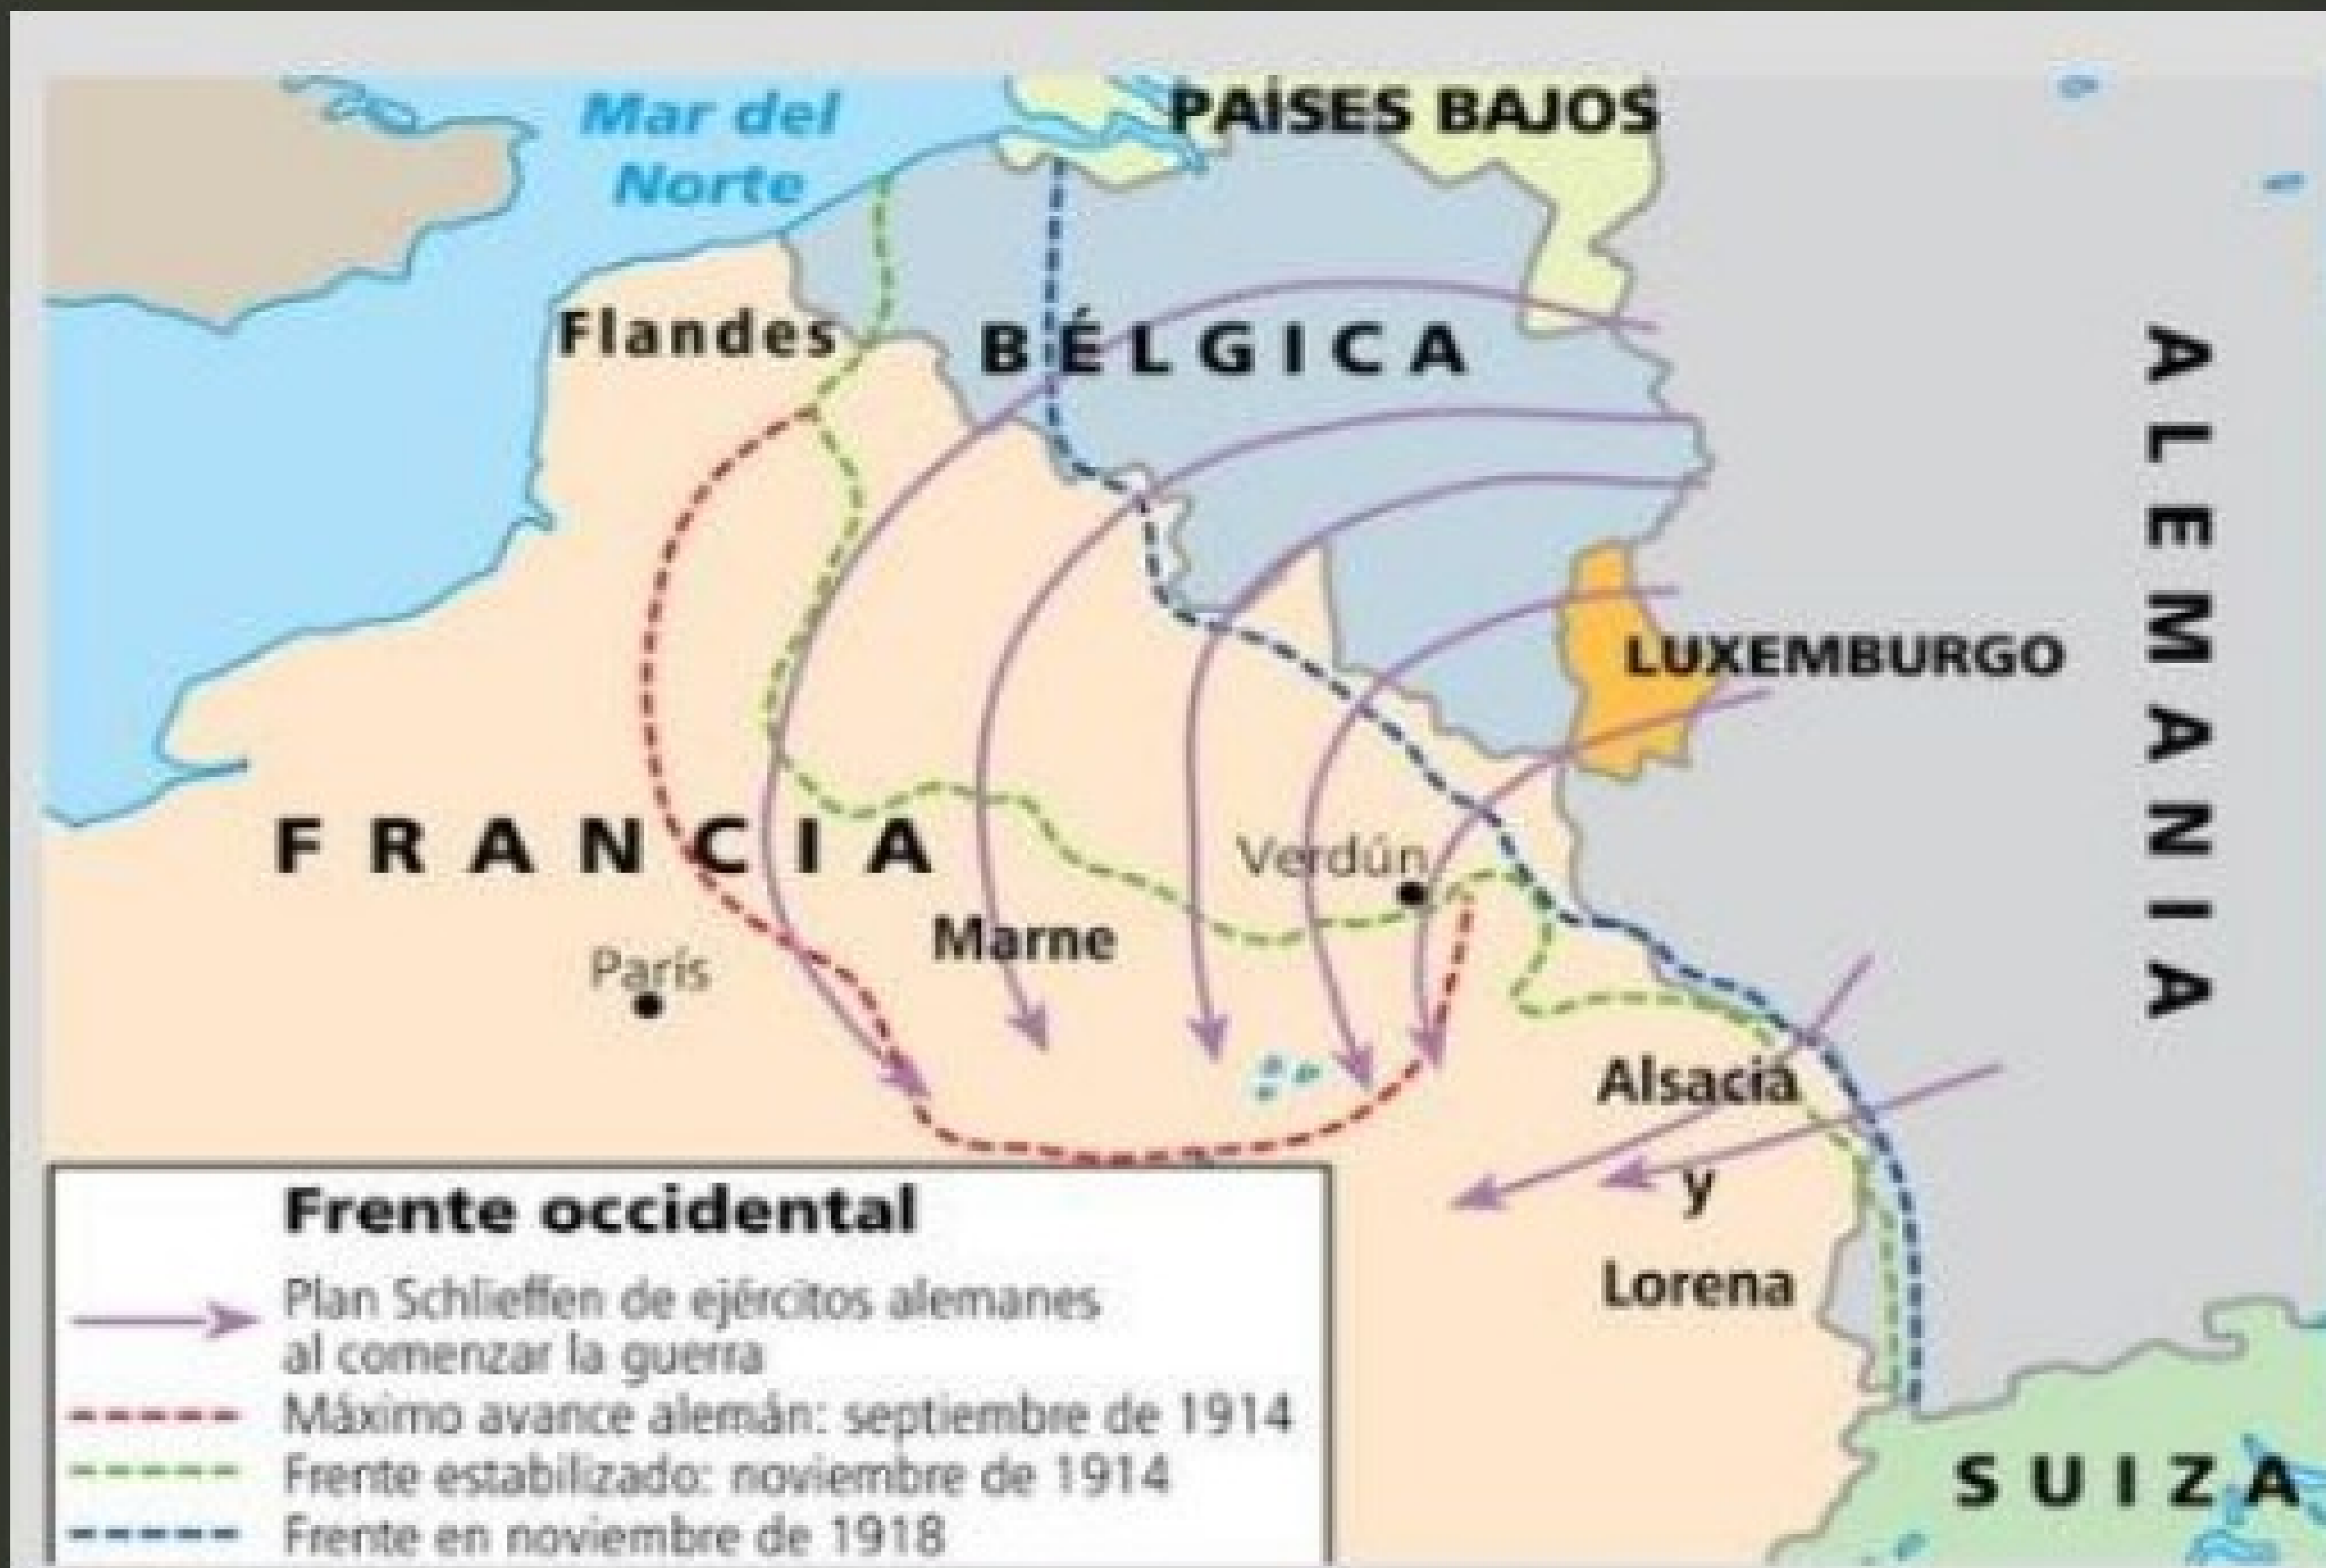 Mar del
Norte
PAÍSES BAJOS
Flandes
BÉLGICA
ALEMANIA
LUXEMBURGO
FRANCIA
Verdún
Marne
París
Alsacia
y
Lorena
SUIZA
Frente occidental
Plan Schlieffen de ejércitos alemanes
al comenzar la guerra
Máximo avance alemán: septiembre de 1914
Frente estabilizado: noviembre de 1914
Frente en noviembre de 1918